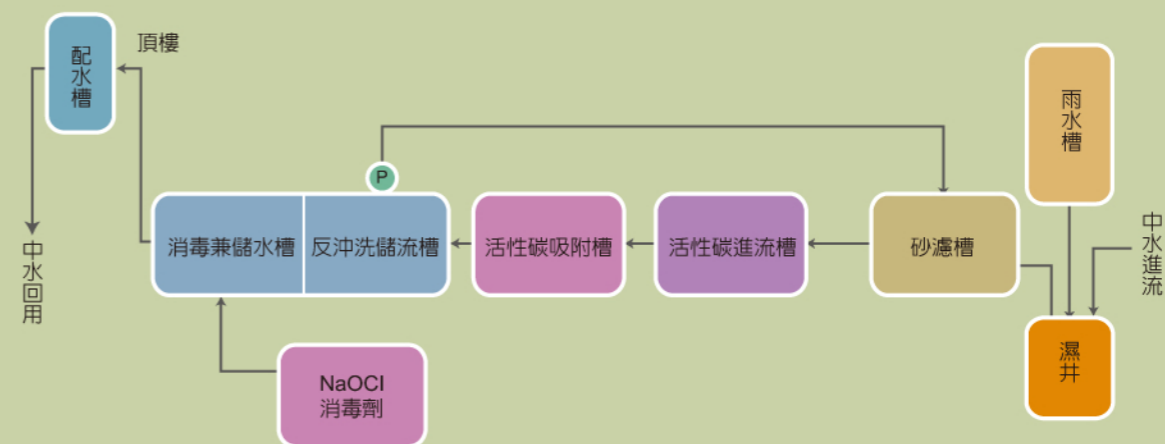 配水槽
頂樓
雨水槽
P
中水進流
消毒兼儲水槽
反沖洗儲流槽
活性碳吸附槽
活性碳進流槽
砂濾槽
中水回用
濕井
NaOCl
消毒劑